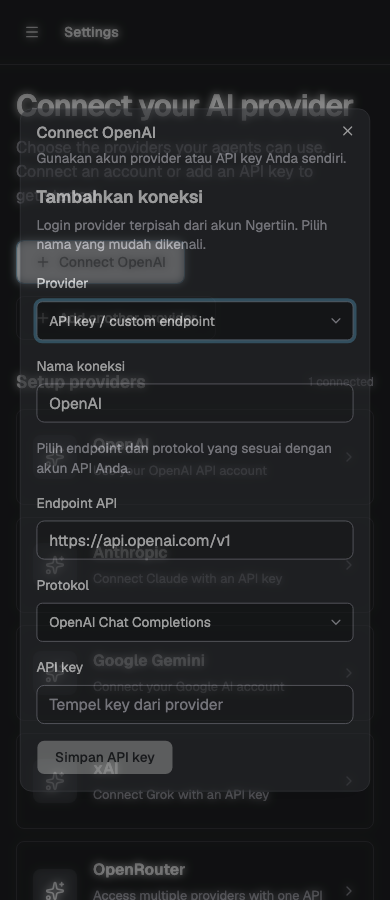 Settings
Connect your AI provider
Connect OpenAI
Choose the providers your agents can use.
Gunakan akun provider atau API key Anda sendiri.
Connect an account or add an API key to
Tambahkan koneksi
Login provider terpisah dari akun Ngertiin. Pilih
nama yang mudah dikenali.
+ Connect OpenAI
Provider
API key / custom endpoint
Nama koneksi
Setup providers
1 connected
OpenAI
Pilih endpoint dan protokol yang sesuai dengan
OpenAI
akun API Anda.
your OpenAI API account
Endpoint API
https://api.openai.com/v1
Anthropic
Connect Claude with an API key
Protokol
OpenAI Chat Completions
Google Gemini
API key
Connect your Google AI account
Tempel key dari provider
Simpan API key
xAI
Connect Grok with an API key
OpenRouter
Access multiple providers with one API